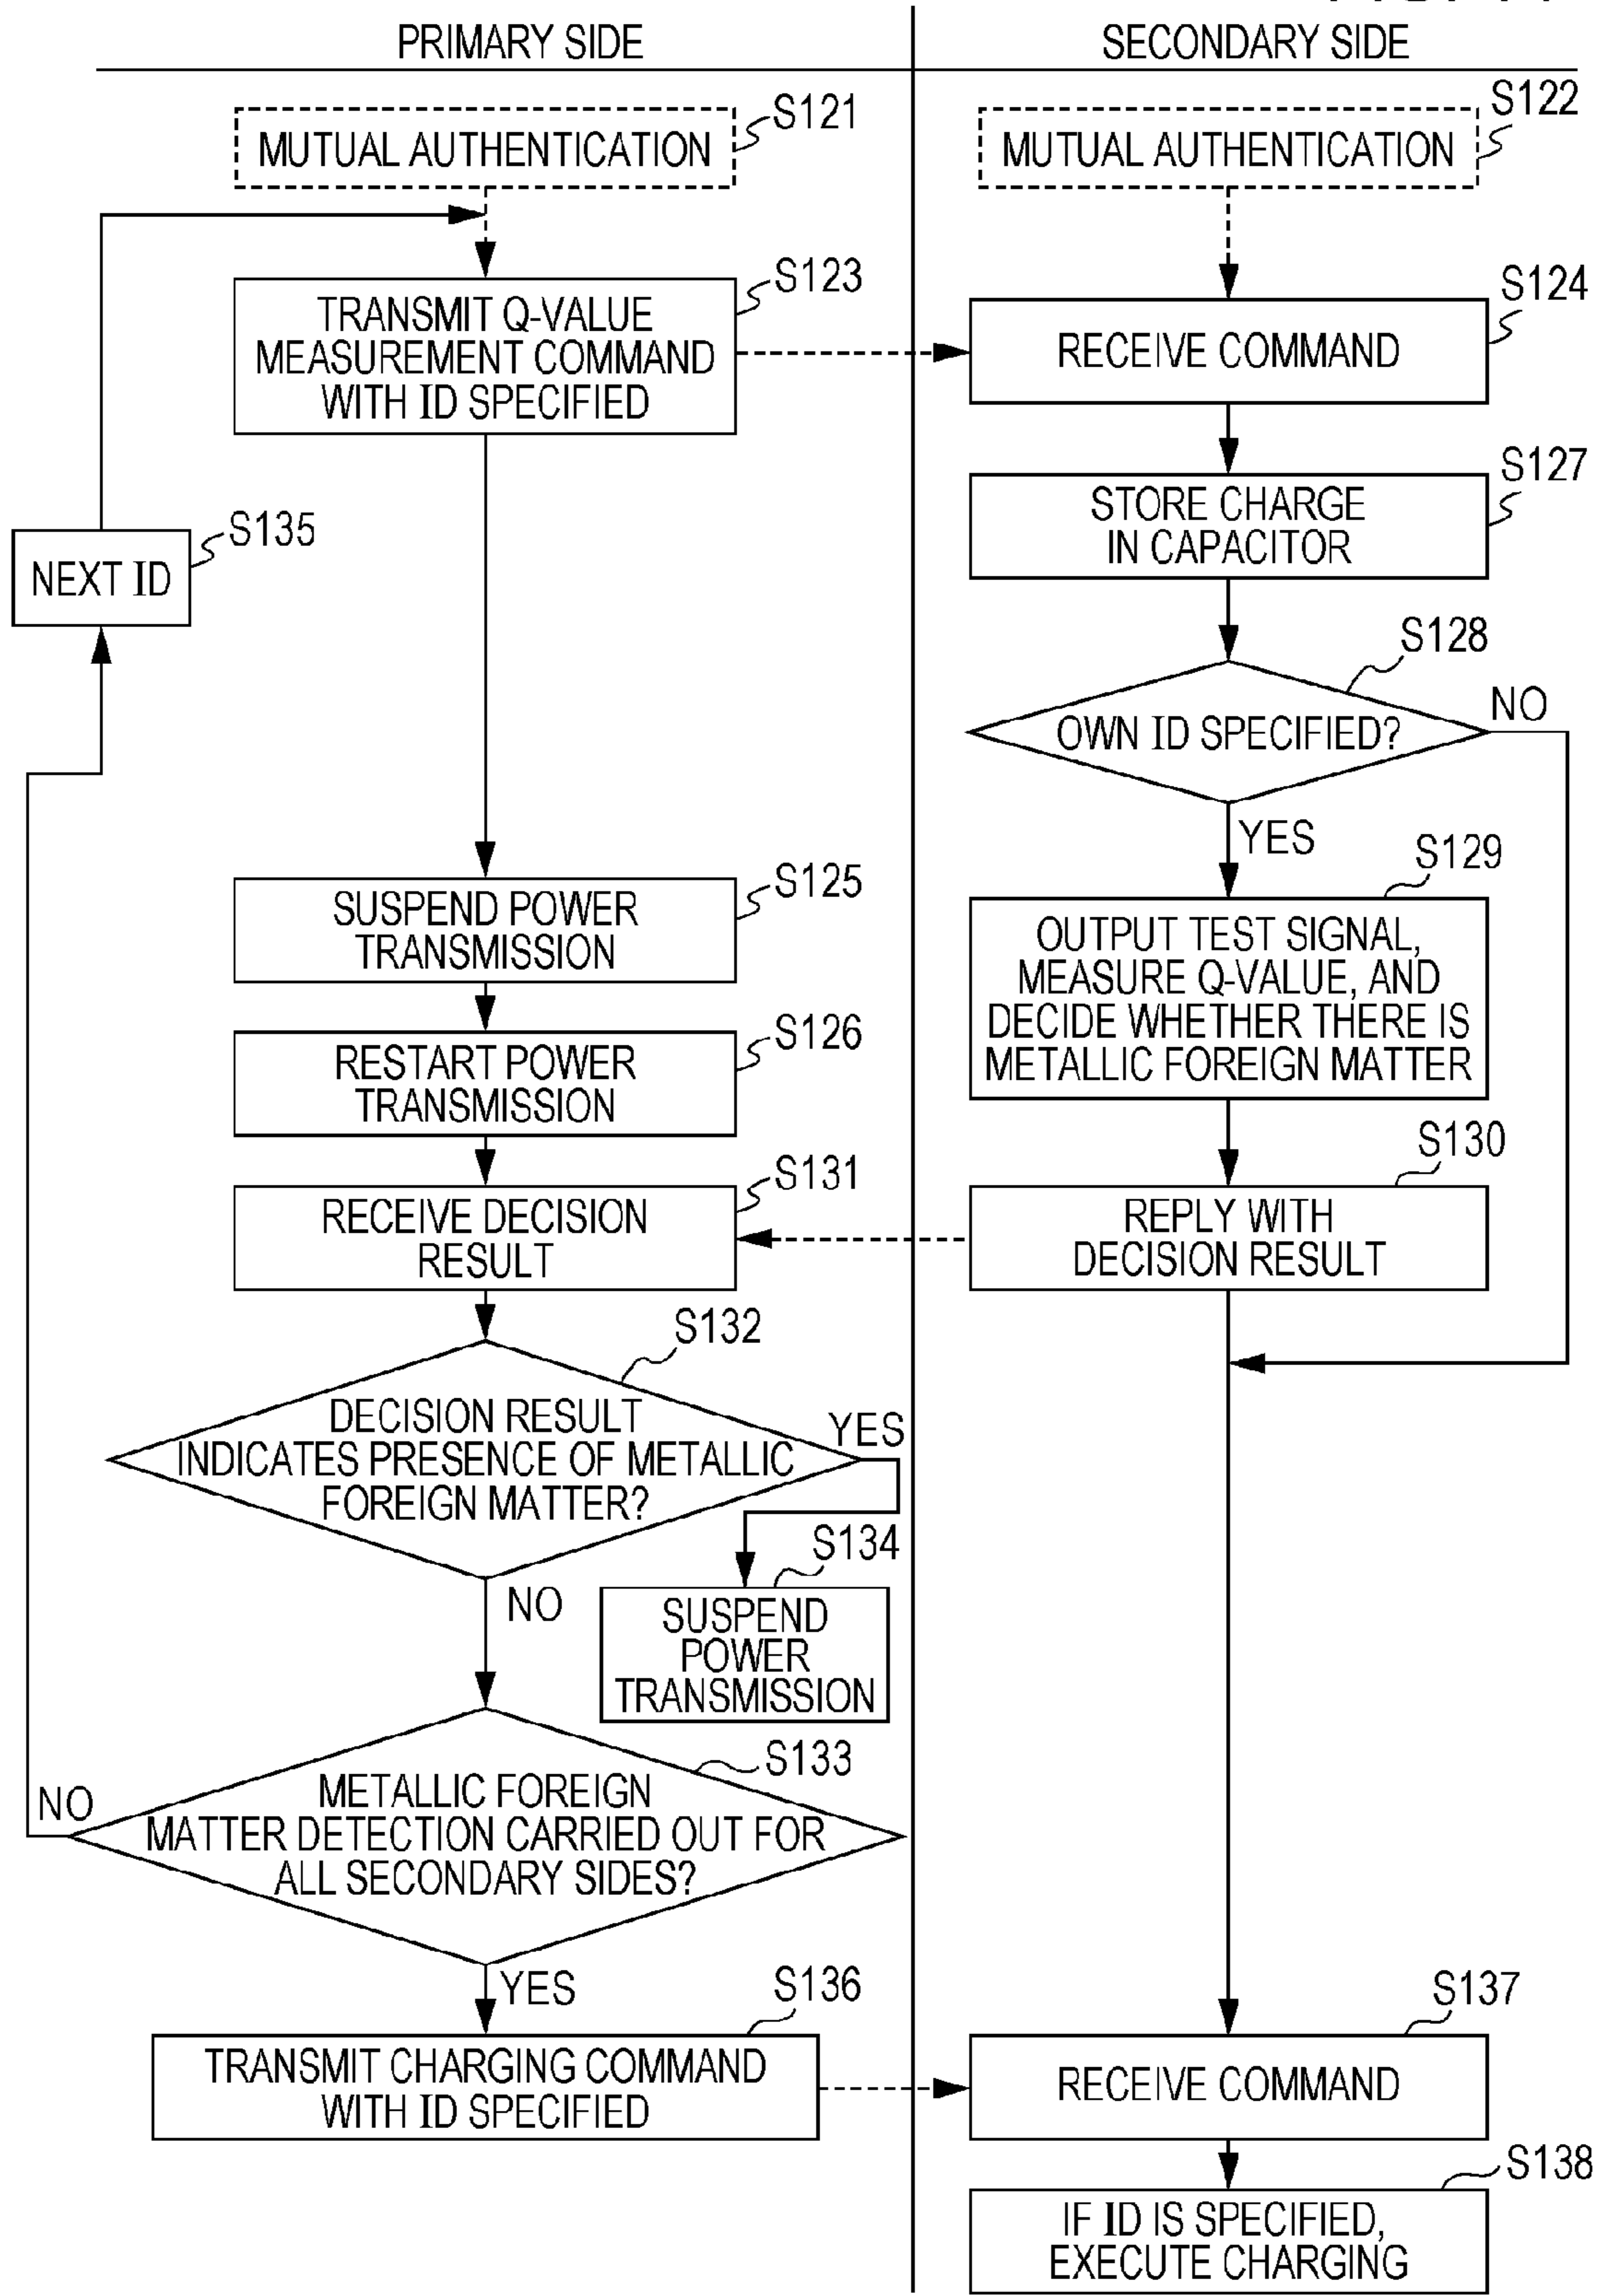 PRIMARY SIDE
SECONDARY SIDE
S121
MUTUAL AUTHENTICATION
S122
MUTUAL AUTHENTICATION
S123
TRANSMIT Q-VALUE
MEASUREMENT COMMAND
WITH ID SPECIFIED
S124
RECEIVE COMMAND
S127
STORE CHARGE
IN CAPACITOR
S135
NEXT ID
S128
OWN ID SPECIFIED?
NO
YES
S125
SUSPEND POWER
TRANSMISSION
S129
OUTPUT TEST SIGNAL,
MEASURE Q-VALUE, AND
DECIDE WHETHER THERE IS
METALLIC FOREIGN MATTER
S126
RESTART POWER
TRANSMISSION
S131
RECEIVE DECISION
RESULT
S130
REPLY WITH
DECISION RESULT
S132
DECISION RESULT
INDICATES PRESENCE OF METALLIC
FOREIGN MATTER?
YES
NO
S134
SUSPEND
POWER
TRANSMISSION
S133
METALLIC FOREIGN
MATTER DETECTION CARRIED OUT FOR
ALL SECONDARY SIDES?
NO
YES
S136
TRANSMIT CHARGING COMMAND
WITH ID SPECIFIED
S137
RECEIVE COMMAND
S138
IF ID IS SPECIFIED,
EXECUTE CHARGING